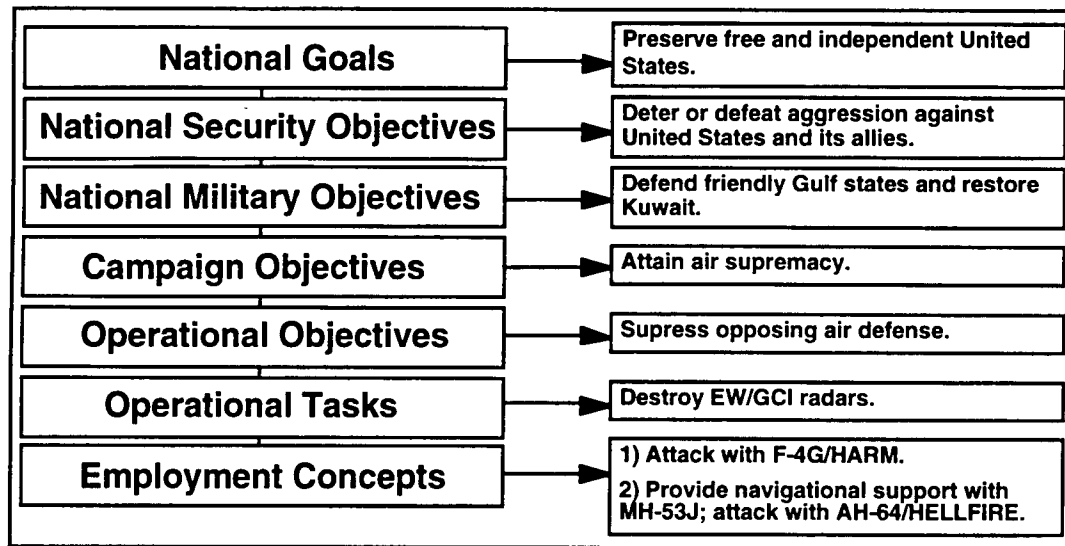 National Goals
Preserve free and independent United
States.
National Security Objectives
Deter or defeat aggression against
United States and its allies.
National Military Objectives
Defend friendly Gulf states and restore
Kuwait.
Campaign Objectives
Attain air supremacy.
Operational Objectives
Supress opposing air defense.
Operational Tasks
Destroy EW/GCI radars.
Employment Concepts
1) Attack with F-4G/HARM.
2) Provide navigational support with
MH-53J; attack with AH-64/HELLFIRE.